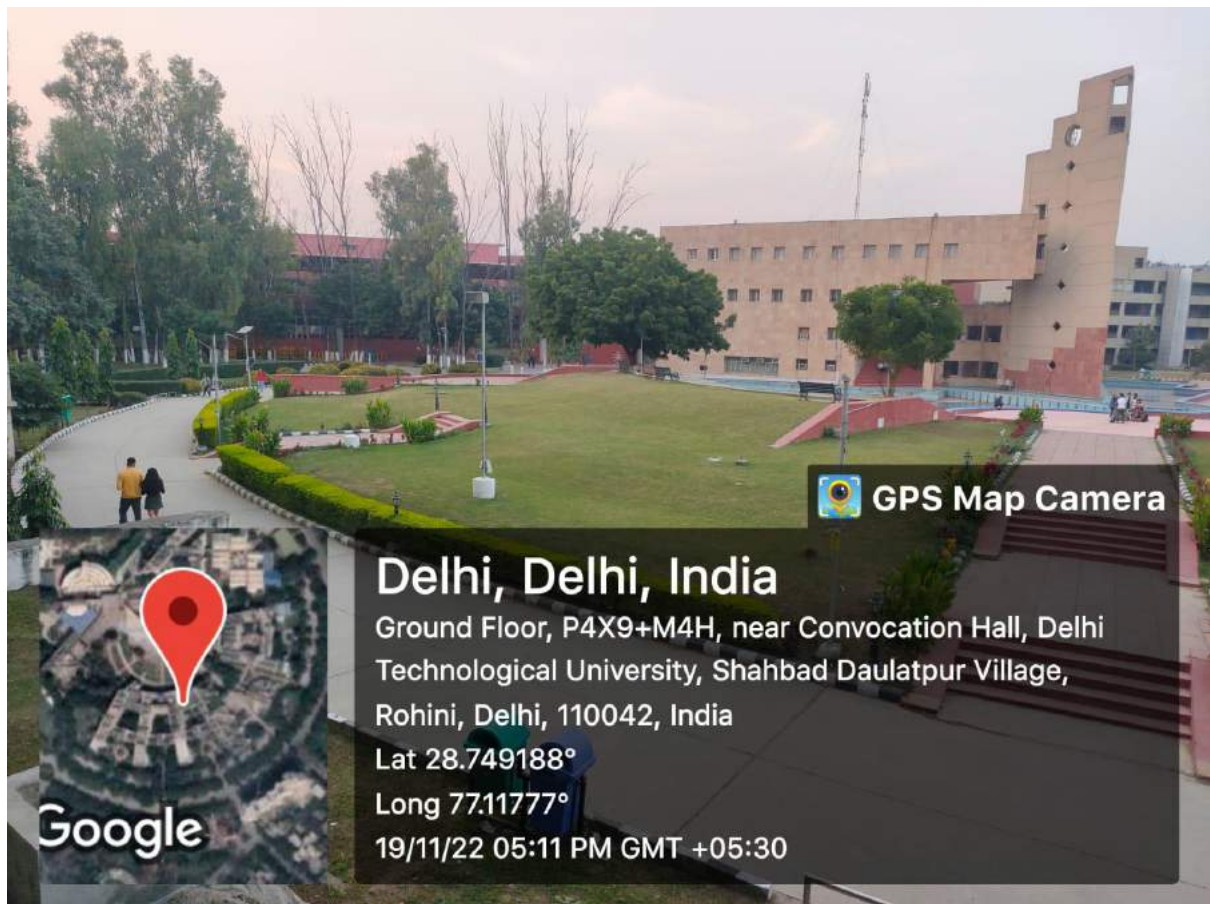 GPS Map Camera
Delhi, Delhi, India
Ground Floor, P4X9+M4H, near Convocation Hall, Delhi
Technological University, Shahbad Daulatpur Village,
Rohini, Delhi, 110042, India
Lat 28.749188°
Long 77.11777°
19/11/22 05:11 PM GMT +05:30
Google